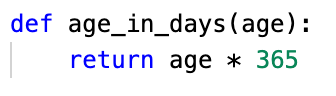 def age_in_days(age):
    return age * 365